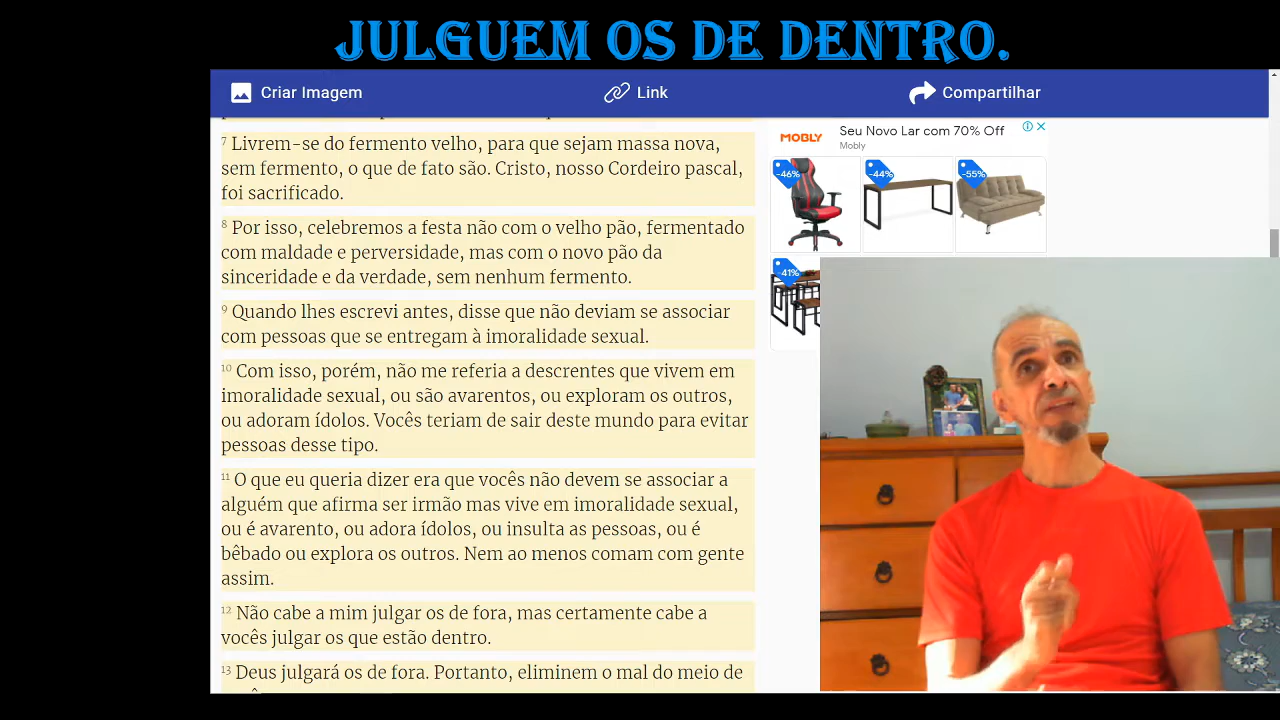 JULGUEM OS DE DENTRO.
Criar Imagem
Link
Compartilhar
7 Livrem-se do fermento velho, para que sejam massa nova,
sem fermento, o que de fato são. Cristo, nosso Cordeiro pascal,
foi sacrificado.
8 Por isso, celebremos a festa não com o velho pão, fermentado
com maldade e perversidade, mas com o novo pão da
sinceridade e da verdade, sem nenhum fermento.
9 Quando lhes escrevi antes, disse que não deviam se associar
com pessoas que se entregam à imoralidade sexual.
10 Com isso, porém, não me referia a descrentes que vivem em
imoralidade sexual, ou são avarentos, ou exploram os outros,
ou adoram ídolos. Vocês teriam de sair deste mundo para evitar
pessoas desse tipo.
11 O que eu queria dizer era que vocês não devem se associar a
alguém que afirma ser irmão mas vive em imoralidade sexual,
ou é avarento, ou adora ídolos, ou insulta as pessoas, ou é
bêbado ou explora os outros. Nem ao menos comam com gente
assim.
12 Não cabe a mim julgar os de fora, mas certamente cabe a
vocês julgar os que estão dentro.
13 Deus julgará os de fora. Portanto, eliminem o mal do meio de
MOBLY
Seu Novo Lar com 70% Off
Mobly
-46%
-44%
-55%
-41%